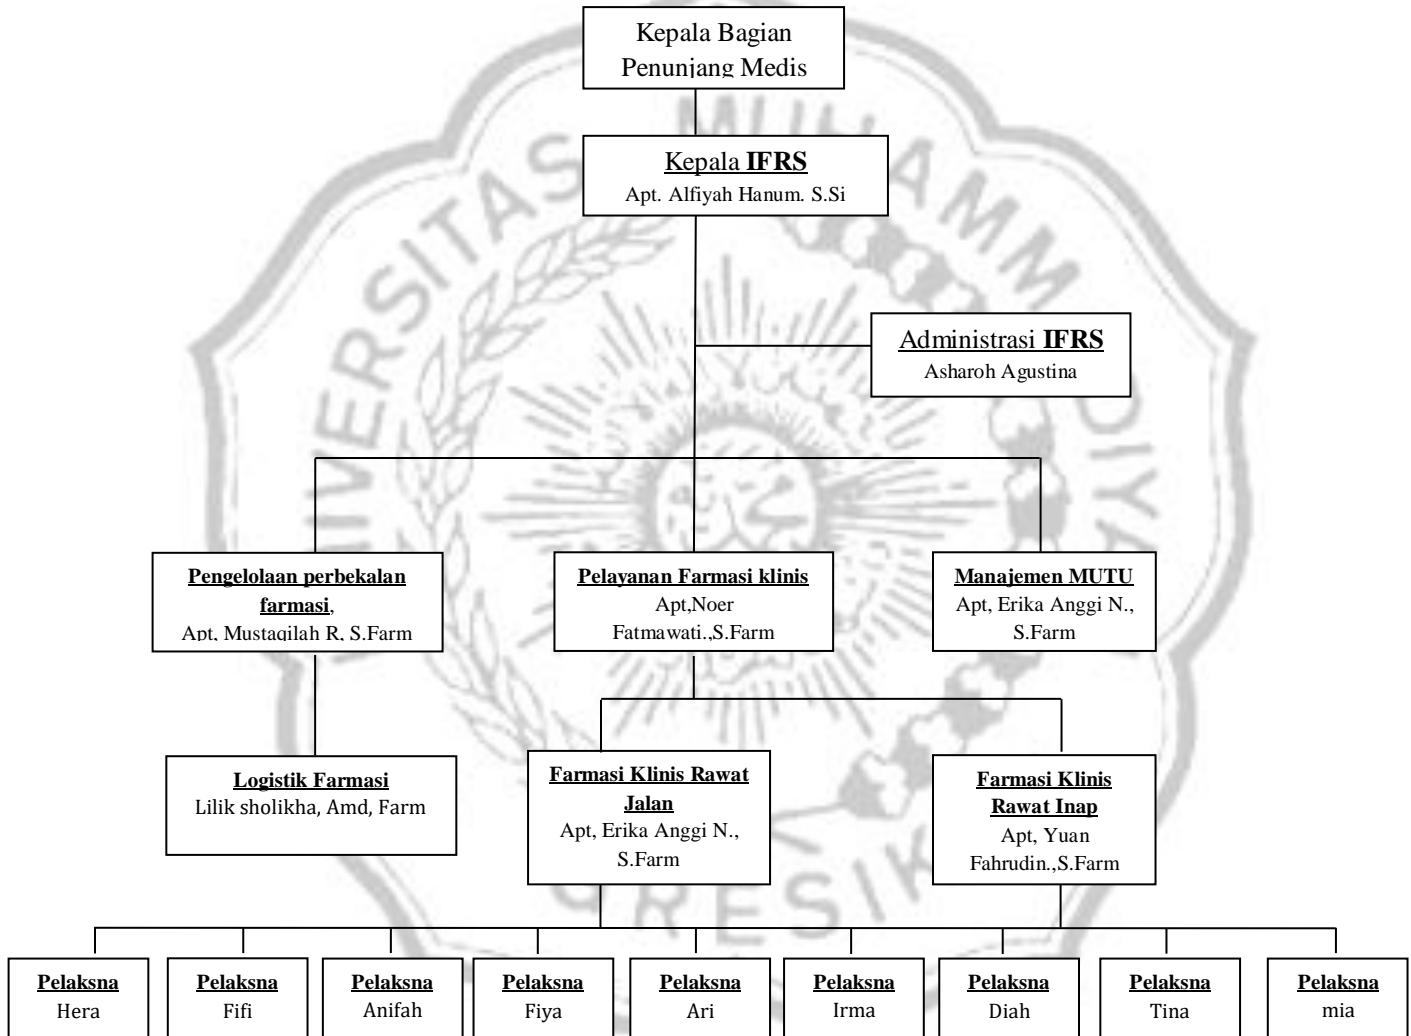 Kepala Bagian
Penunjang Medis
Kepala IFRS
Apt. Alfiyah Hanum. S.Si
Administrasi IFRS
Asharoh Agustina
Pengelolaan perbekalan
farmasi,
Apt, Mustaqilah R, S.Farm
Pelayanan Farmasi klinis
Apt,Noer
Fatmawati.,S.Farm
Manajemen MUTU
Apt, Erika Anggi N.,
S.Farm
Logistik Farmasi
Lilik sholikha, Amd, Farm
Farmasi Klinis Rawat
Jalan
Apt, Erika Anggi N.,
S.Farm
Farmasi Klinis
Rawat Inap
Apt, Yuan
Fahrudin.,S.Farm
Pelaksna
Hera
Pelaksna
Fifi
Pelaksna
Anifah
Pelaksna
Fiya
Pelaksna
Ari
Pelaksna
Irma
Pelaksna
Diah
Pelaksna
Tina
Pelaksna
mia
UNIVERSITAS MUHAMMADIYAH
GRESIK